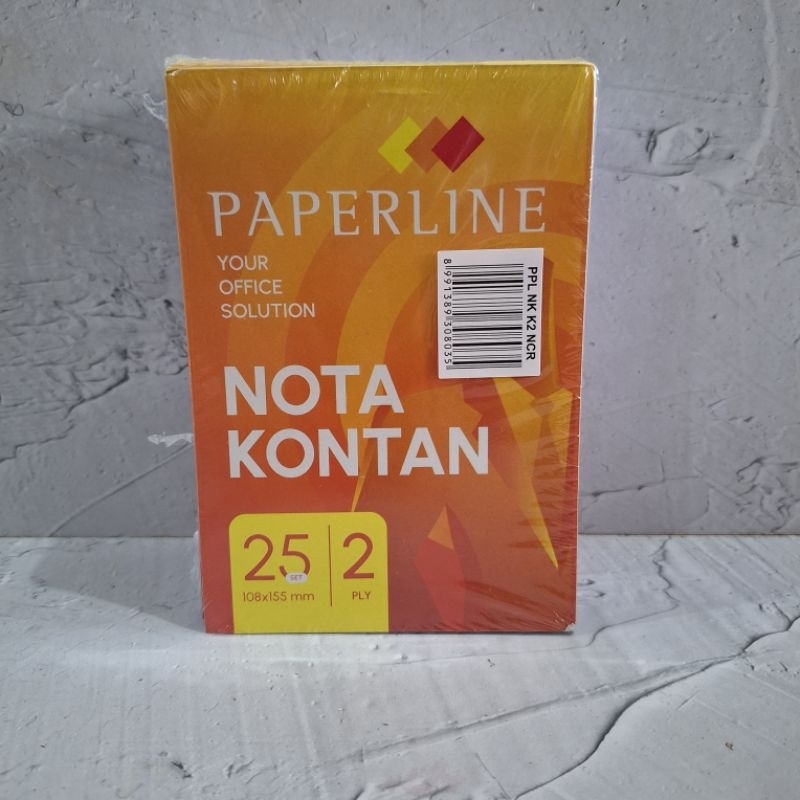 PAPERLINE
YOUR
OFFICE
SOLUTION
PPL NK K2 NCR
8991389308035
NOTA
KONTAN
25 SET
108x155 mm
2
PLY